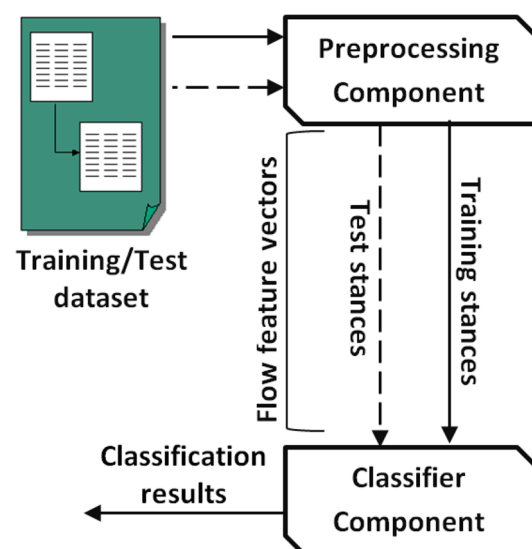 Preprocessing
Component
Training/Test
dataset
Flow feature vectors
Test stances
Training stances
Classification
results
Classifier
Component